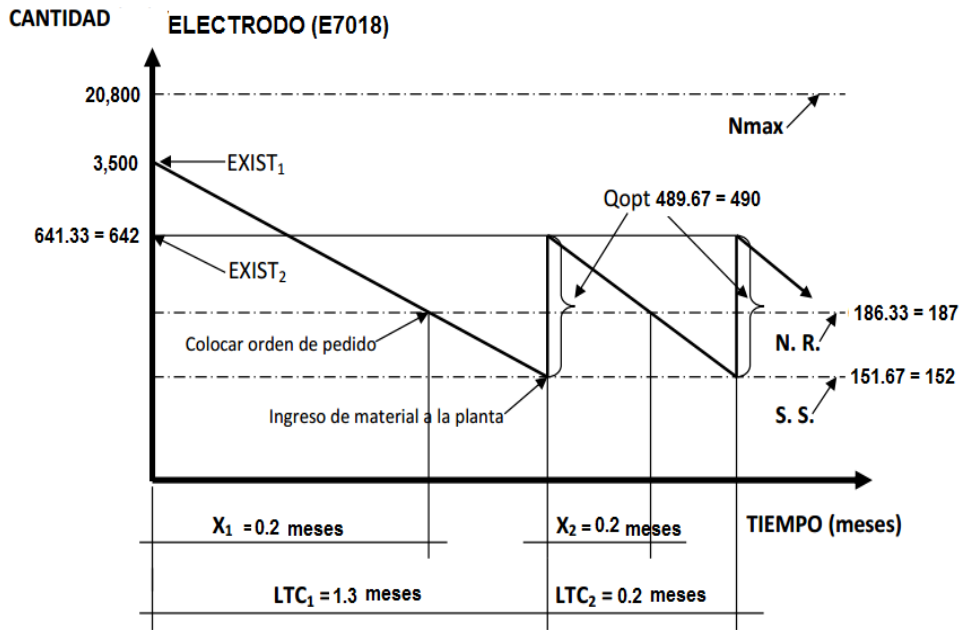 CANTIDAD
ELECTRODO (E7018)
20,800
Nmax
3,500
EXIST₁
Qopt 489.67 = 490
641.33 = 642
EXIST₂
186.33 = 187
Colocar orden de pedido
N. R.
151.67 = 152
Ingreso de material a la planta
S. S.
X₁ = 0.2 meses
X₂ = 0.2 meses
TIEMPO (meses)
LTC₁ = 1.3 meses
LTC₂ = 0.2 meses